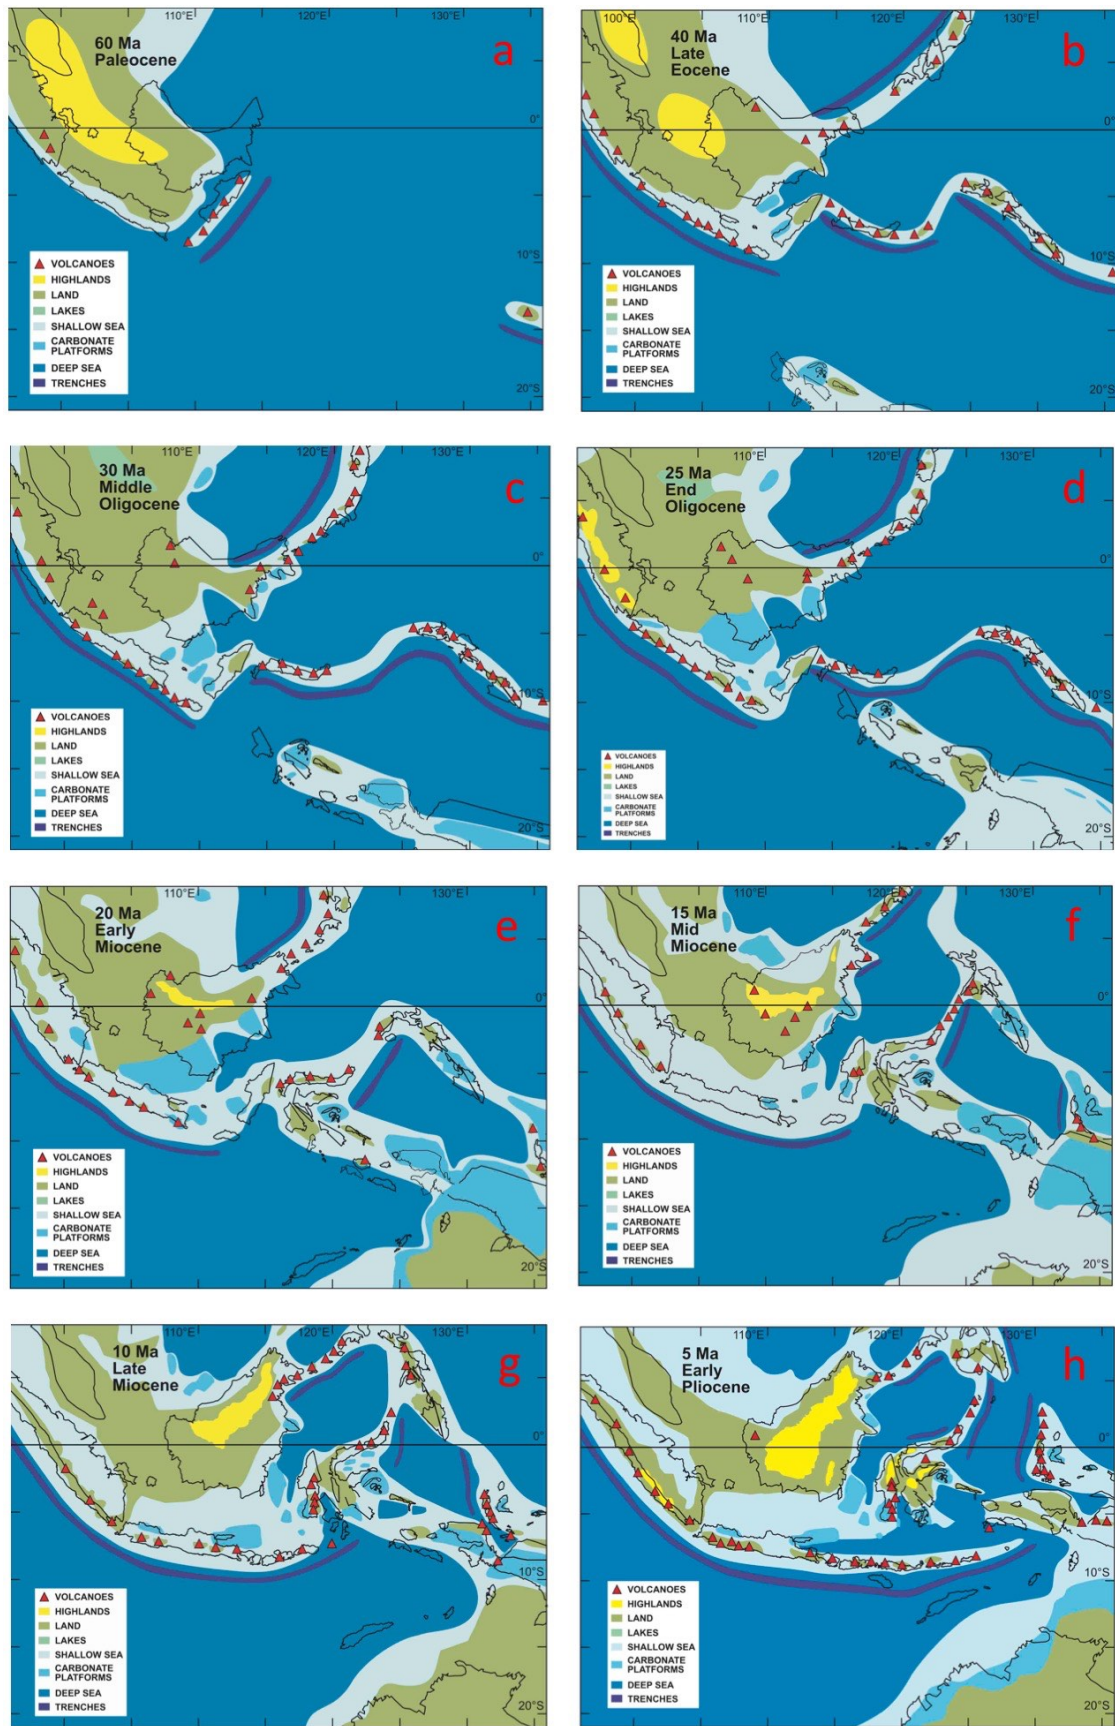 110°E
60 Ma
Paleocene
a
0°
10°S
20°S
VOLCANOES
HIGHLANDS
LAND
LAKES
SHALLOW SEA
CARBONATE
PLATFORMS
DEEP SEA
TRENCHES
100°E
110°E
120°E
130°E
40 Ma
Late
Eocene
b
0°
10°S
20°S
VOLCANOES
HIGHLANDS
LAND
LAKES
SHALLOW SEA
CARBONATE
PLATFORMS
DEEP SEA
TRENCHES
110°E
120°E
130°E
30 Ma
Middle
Oligocene
c
0°
10°S
20°S
VOLCANOES
HIGHLANDS
LAND
LAKES
SHALLOW SEA
CARBONATE
PLATFORMS
DEEP SEA
TRENCHES
110°E
120°E
130°E
25 Ma
End
Oligocene
d
0°
10°S
20°S
VOLCANOES
HIGHLANDS
LAND
LAKES
SHALLOW SEA
CARBONATE
PLATFORMS
DEEP SEA
TRENCHES
110°E
130°E
20 Ma
Early
Miocene
e
0°
20°S
VOLCANOES
HIGHLANDS
LAND
LAKES
SHALLOW SEA
CARBONATE
PLATFORMS
DEEP SEA
TRENCHES
110°E
120°E
130°E
15 Ma
Mid
Miocene
f
0°
20°S
VOLCANOES
HIGHLANDS
LAND
LAKES
SHALLOW SEA
CARBONATE
PLATFORMS
DEEP SEA
TRENCHES
110°E
120°E
130°E
10 Ma
Late
Miocene
g
0°
10°S
20°S
VOLCANOES
HIGHLANDS
LAND
LAKES
SHALLOW SEA
CARBONATE
PLATFORMS
DEEP SEA
TRENCHES
110°E
120°E
130°E
5 Ma
Early
Pliocene
h
0°
10°S
20°S
VOLCANOES
HIGHLANDS
LAND
LAKES
SHALLOW SEA
CARBONATE
PLATFORMS
DEEP SEA
TRENCHES